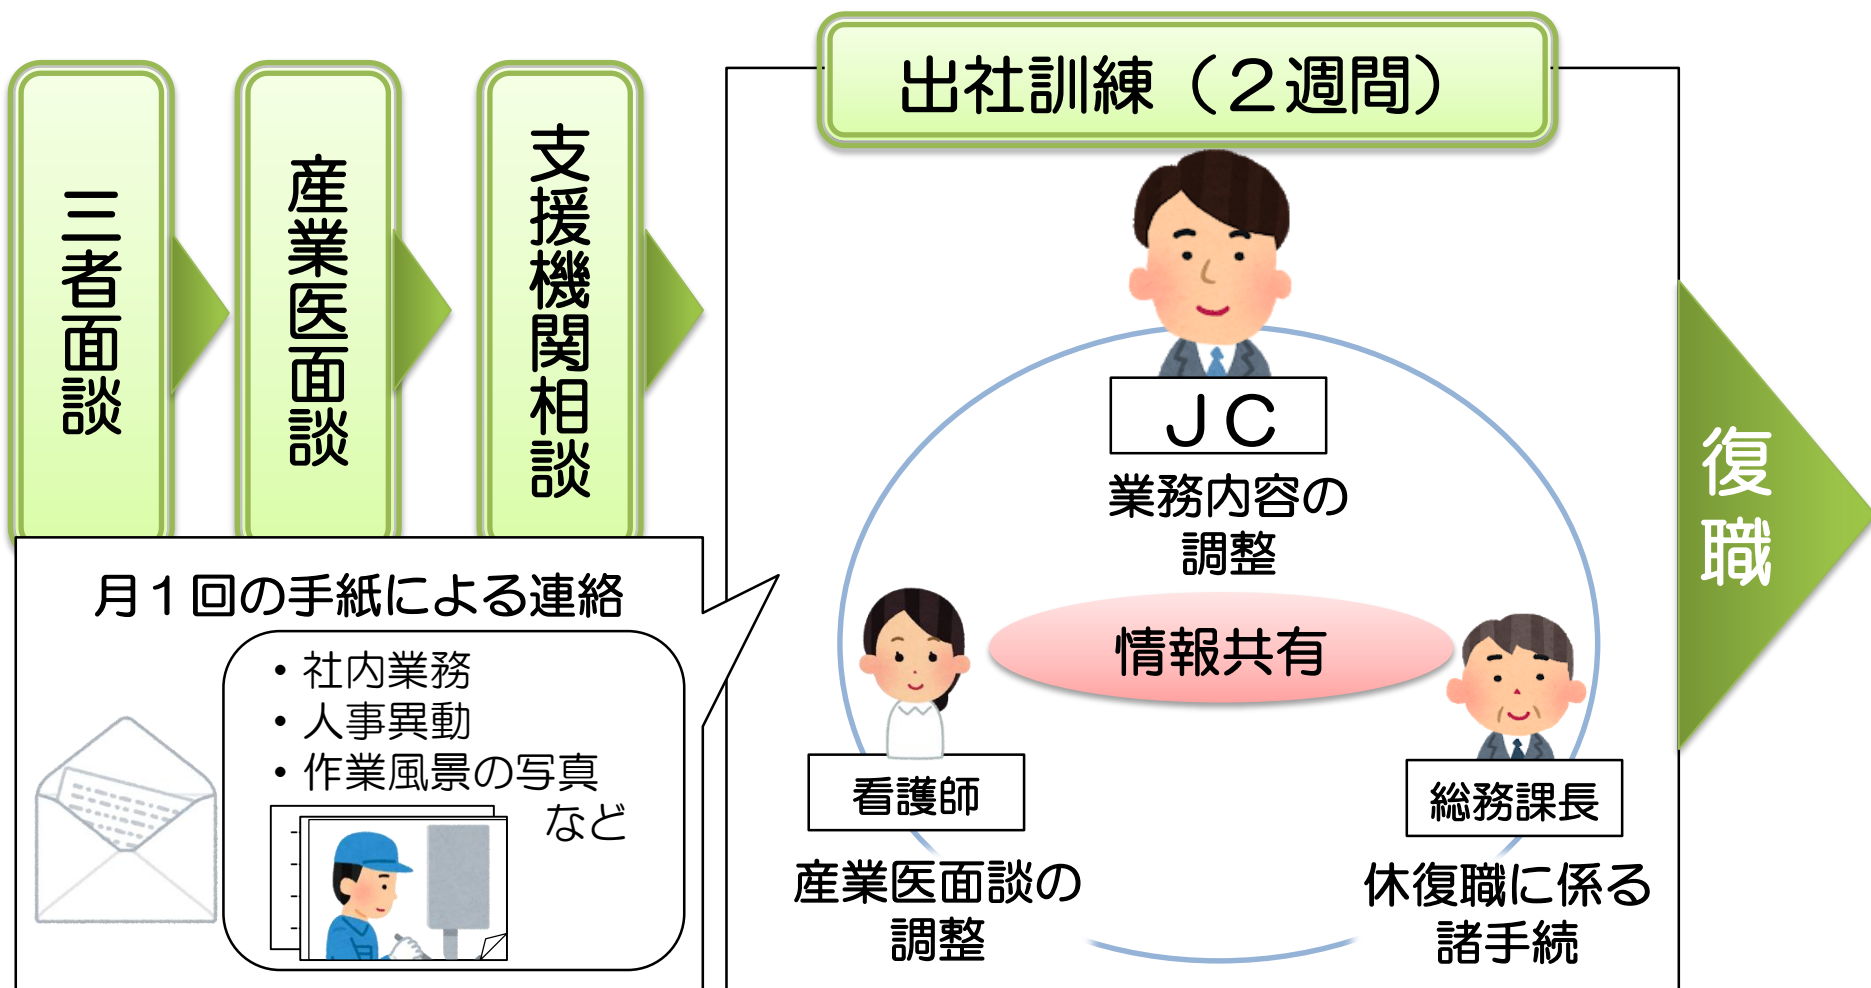 三者面談
産業医面談
支援機関相談
月１回の手紙による連絡
・社内業務
・人事異動
・作業風景の写真
など
出社訓練（２週間）
ＪＣ
業務内容の
調整
情報共有
看護師
産業医面談の
調整
総務課長
休復職に係る
諸手続
復職